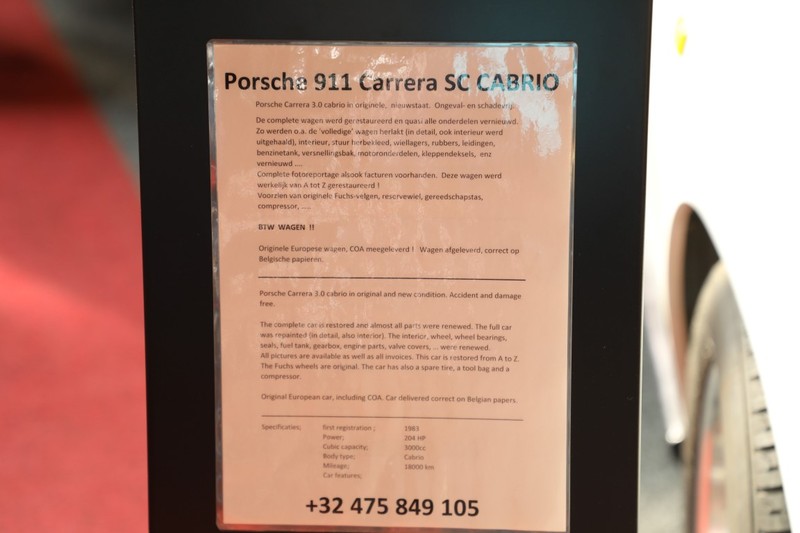 Porsche 911 Carrera SC CABRIO
Porsche Carrera 3.0 cabrio in originele, nieuwstaat. Ongeval- en schadevrij.
De complete wagen werd gerestaureerd en quasi alle onderdelen vernieuwd.
Zo werden o.a. de 'volledige' wagen herlakt (in detail, ook interieur werd
uitgehaald), interieur, stuur herbekleed, wiellagers, rubbers, leidingen,
benzinetank, versnellingsbak, motoronderdelen, kleppendeksels, enz
vernieuwd ....
Complete fotoreportage alsook facturen voorhanden. Deze wagen werd
werkelijk van A tot Z gerestaureerd !
Voorzien van originele Fuchs-velgen, reservewiel, gereedschapstas,
compressor, ....
BTW WAGEN !!
Originele Europese wagen, COA meegeleverd ! Wagen afgeleverd, correct op
Belgische papieren.
Porsche Carrera 3.0 cabrio in original and new condition. Accident and damage
free.
The complete car is restored and almost all parts were renewed. The full car
was repainted (in detail, also interior). The interior, wheel, wheel bearings,
seals, fuel tank, gearbox, engine parts, valve covers, ... were renewed.
All pictures are available as well as all invoices. This car is restored from A to Z.
The Fuchs wheels are original. The car has also a spare tire, a tool bag and a
compressor.
Original European car, including COA. Car delivered correct on Belgian papers.
Specificaties; first registration ; 1983
Power; 204 HP
Cubic capacity; 3000cc
Body type; Cabrio
Mileage; 18000 km
Car features;
+32 475 849 105